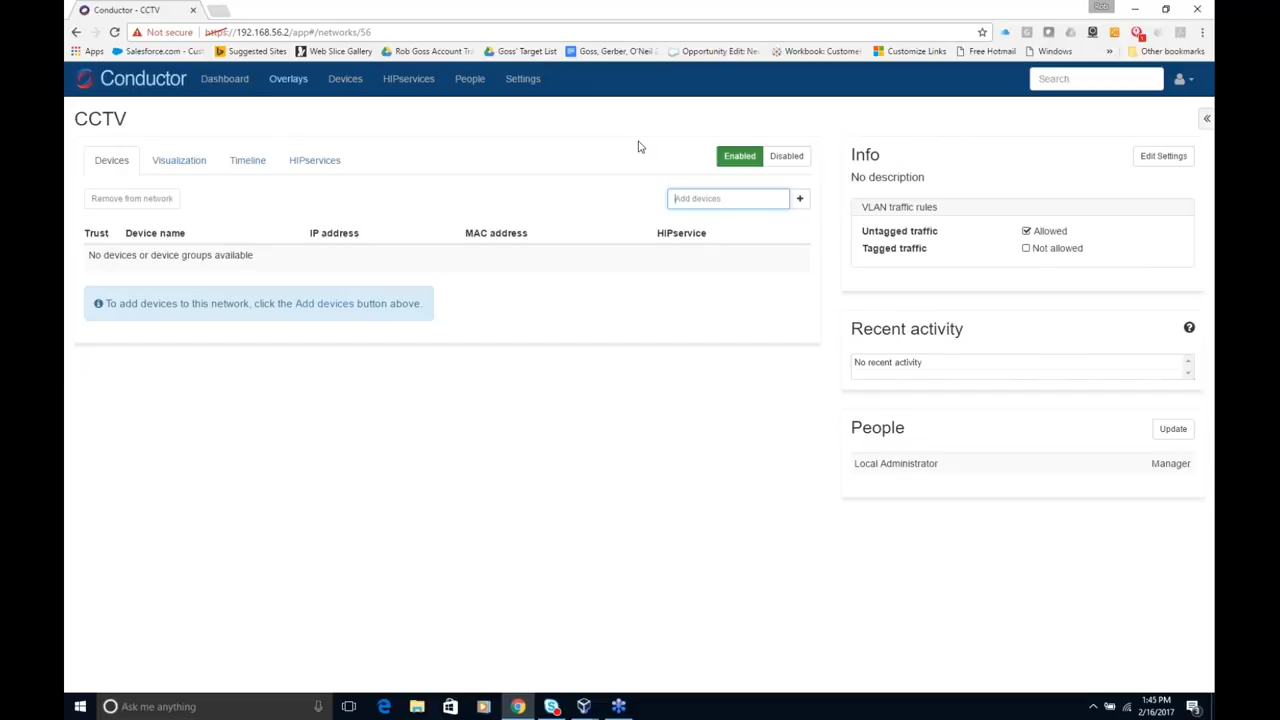 Conductor - CCTV
Rob
Not secure https://192.168.56.2/app#/networks/56
Apps Salesforce.com - Cust Suggested Sites Web Slice Gallery Rob Goss Account Tra Goss' Target List Goss, Gerber, O'Neil & Opportunity Edit: Ne Workbook: Custome Customize Links Free Hotmail Windows » Other bookmarks
Conductor Dashboard Overlays Devices HIPservices People Settings Search
CCTV
Devices Visualization Timeline HIPservices Enabled Disabled
Remove from network Add devices +
Trust Device name IP address MAC address HIPservice
No devices or device groups available
To add devices to this network, click the Add devices button above.
Info Edit Settings
No description
VLAN traffic rules
Untagged traffic Allowed
Tagged traffic Not allowed
Recent activity
No recent activity
People Update
Local Administrator Manager
Ask me anything
1:45 PM
2/16/2017